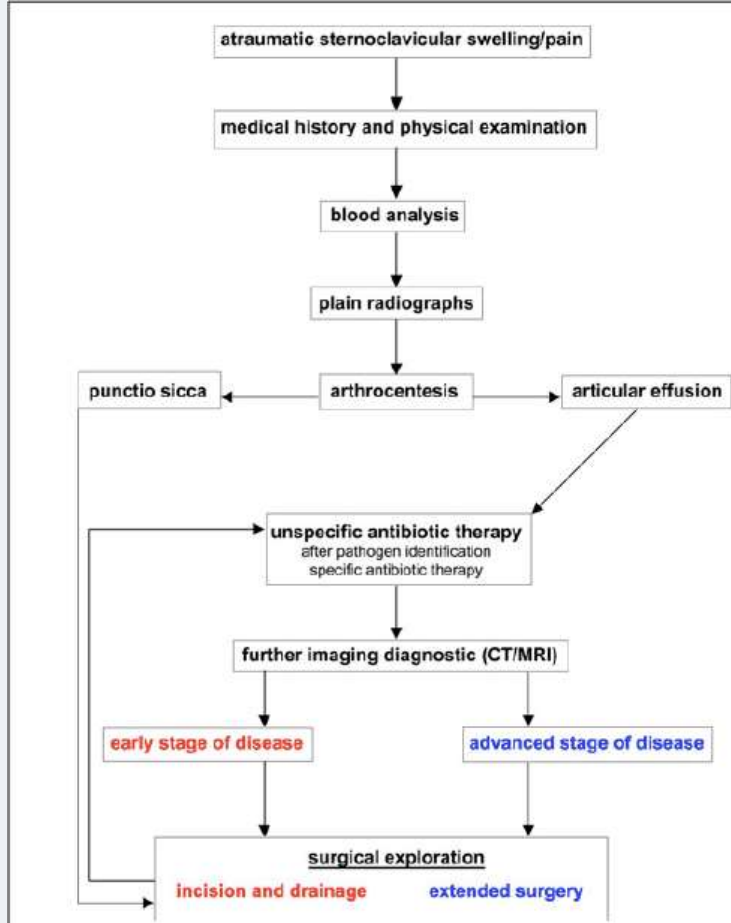 atraumatic sternoclavicular swelling/pain
medical history and physical examination
blood analysis
plain radiographs
punctio sicca
arthrocentesis
articular effusion
unspecific antibiotic therapy
after pathogen identification
specific antibiotic therapy
further imaging diagnostic (CT/MRI)
early stage of disease
advanced stage of disease
surgical exploration
incision and drainage
extended surgery